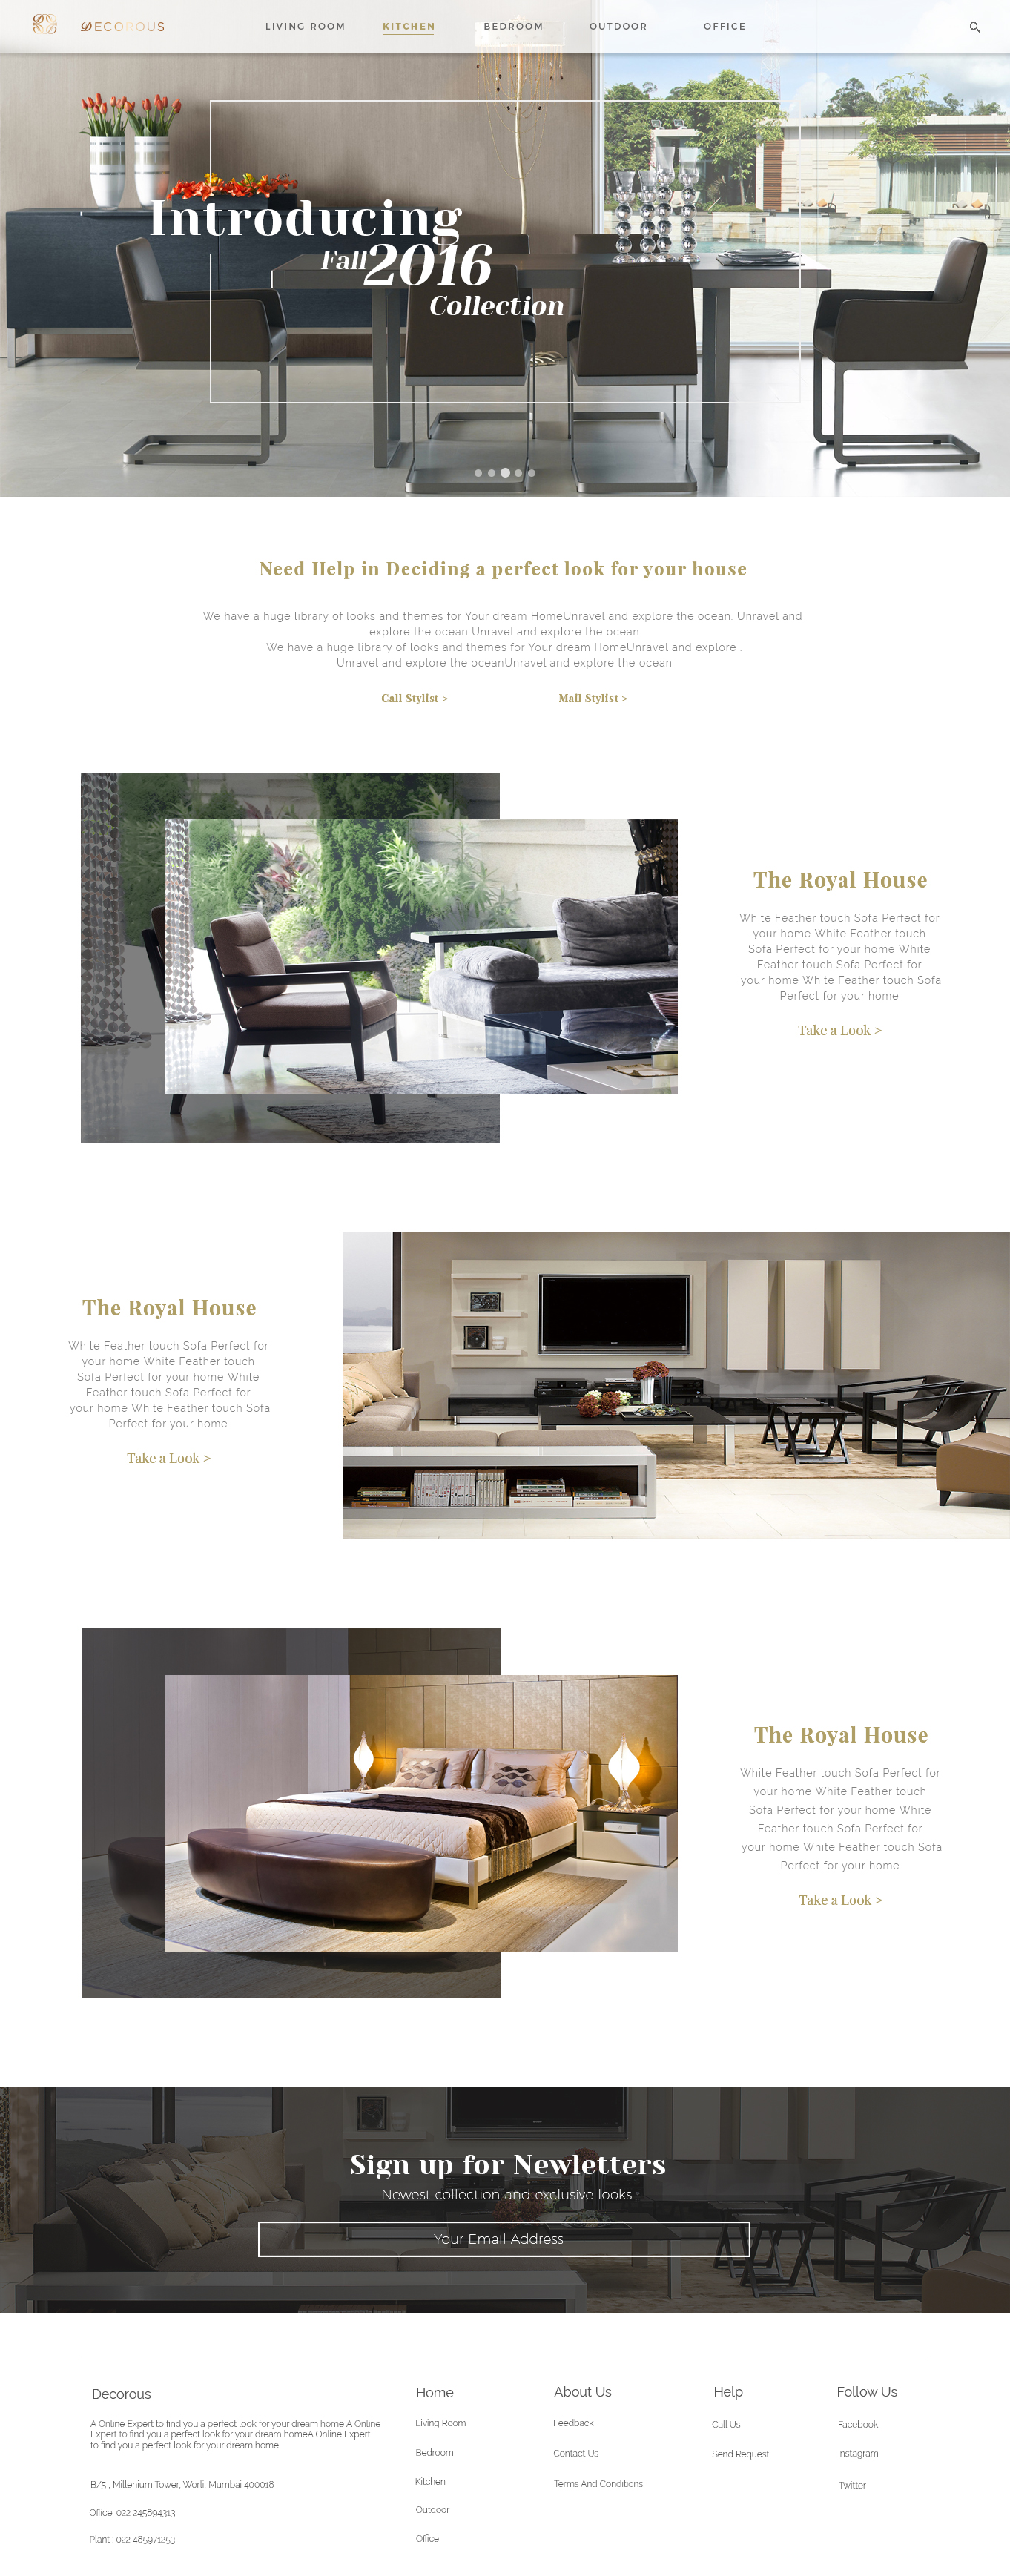 DECOROUS
LIVING ROOM
KITCHEN
BEDROOM
OUTDOOR
OFFICE
Introducing
Fall 2016
Collection
Need Help in Deciding a perfect look for your house
We have a huge library of looks and themes for Your dream HomeUnravel and explore the ocean. Unravel and
explore the ocean Unravel and explore the ocean
We have a huge library of looks and themes for Your dream HomeUnravel and explore .
Unravel and explore the oceanUnravel and explore the ocean
Call Stylist >
Mail Stylist >
The Royal House
White Feather touch Sofa Perfect for
your home White Feather touch
Sofa Perfect for your home White
Feather touch Sofa Perfect for
your home White Feather touch Sofa
Perfect for your home
Take a Look >
The Royal House
White Feather touch Sofa Perfect for
your home White Feather touch
Sofa Perfect for your home White
Feather touch Sofa Perfect for
your home White Feather touch Sofa
Perfect for your home
Take a Look >
The Royal House
White Feather touch Sofa Perfect for
your home White Feather touch
Sofa Perfect for your home White
Feather touch Sofa Perfect for
your home White Feather touch Sofa
Perfect for your home
Take a Look >
Sign up for Newletters
Newest collection and exclusive looks
Your Email Address
Decorous
A Online Expert to find you a perfect look for your dream home A Online
Expert to find you a perfect look for your dream homeA Online Expert
to find you a perfect look for your dream home
B/5 , Millenium Tower, Worli, Mumbai 400018
Office: 022 245894313
Plant : 022 485971253
Home
Living Room
Bedroom
Kitchen
Outdoor
Office
About Us
Feedback
Contact Us
Terms And Conditions
Help
Call Us
Send Request
Follow Us
Facebook
Instagram
Twitter